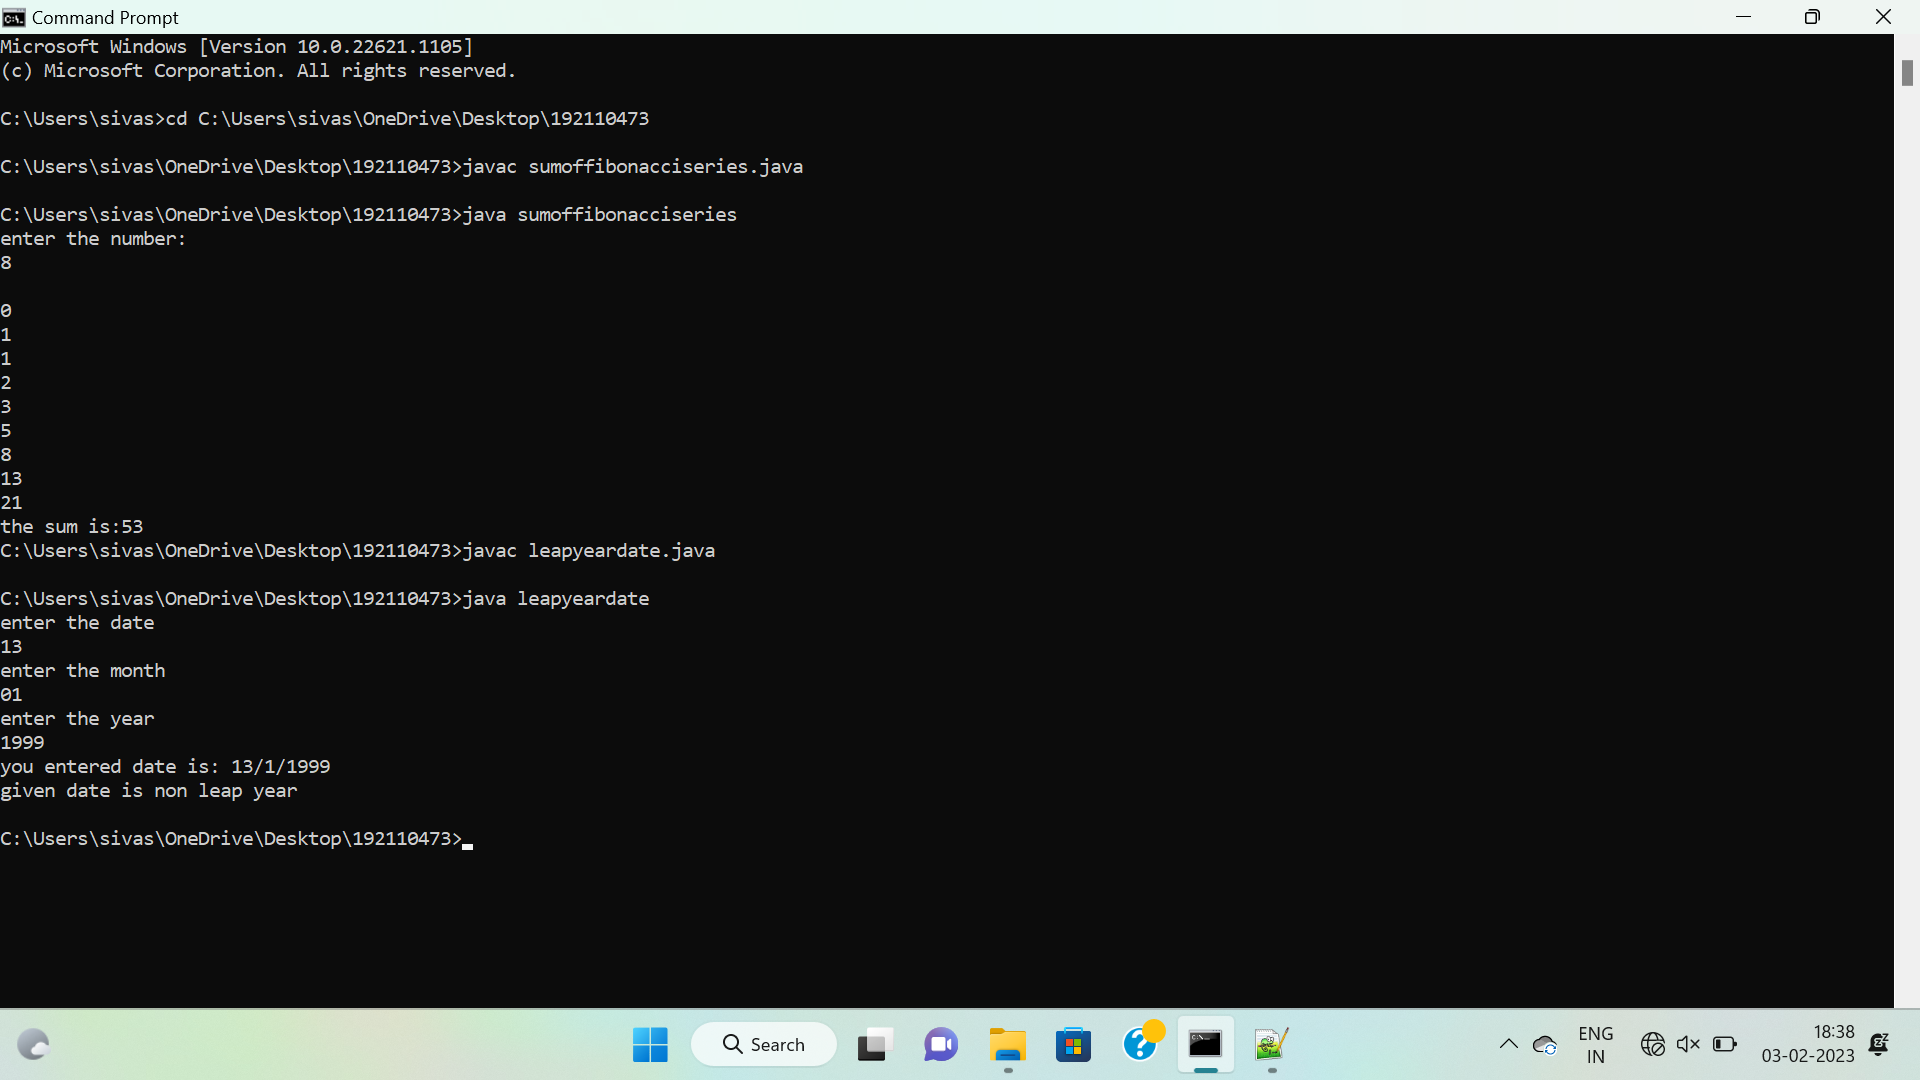 Command Prompt
Microsoft Windows [Version 10.0.22621.1105]
(c) Microsoft Corporation. All rights reserved.
C:\Users\sivas>cd C:\Users\sivas\OneDrive\Desktop\192110473
C:\Users\sivas\OneDrive\Desktop\192110473>javac sumoffibonacciseries.java
C:\Users\sivas\OneDrive\Desktop\192110473>java sumoffibonacciseries
enter the number:
8
0
1
1
2
3
5
8
13
21
the sum is:53
C:\Users\sivas\OneDrive\Desktop\192110473>javac leapyeardate.java
C:\Users\sivas\OneDrive\Desktop\192110473>java leapyeardate
enter the date
13
enter the month
01
enter the year
1999
you entered date is: 13/1/1999
given date is non leap year
C:\Users\sivas\OneDrive\Desktop\192110473>
Search
ENG
IN
18:38
03-02-2023